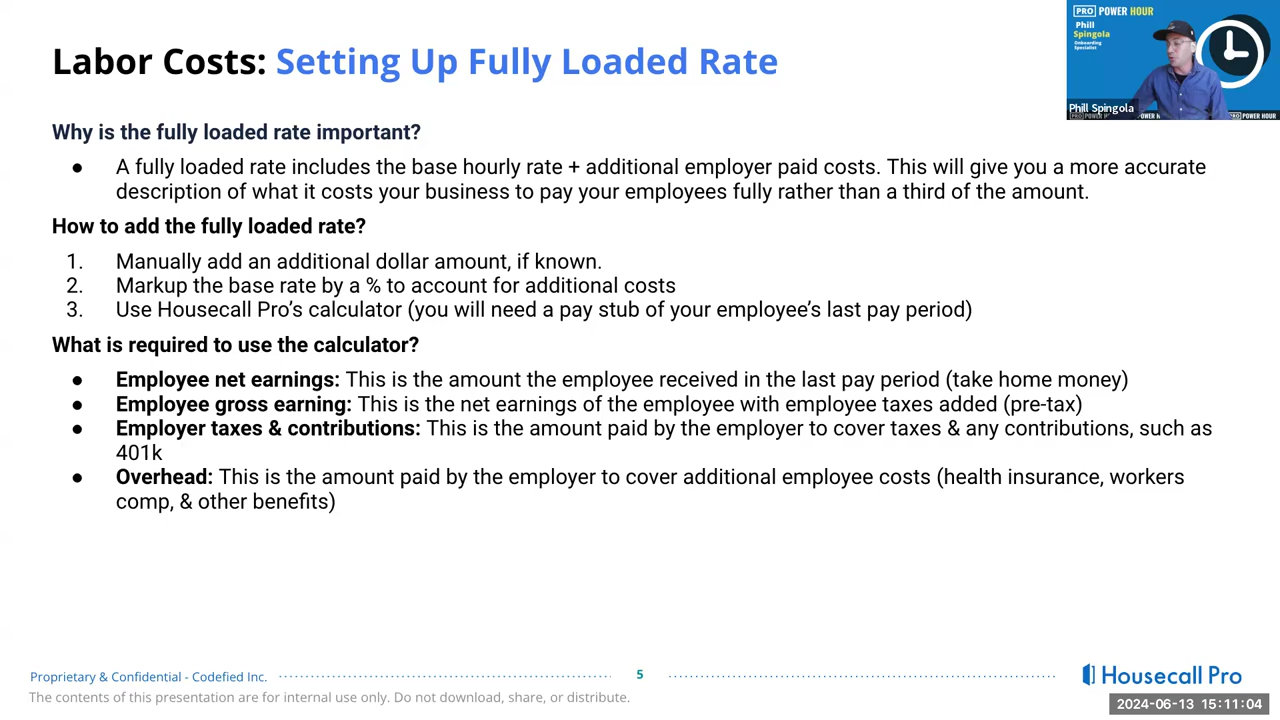 Labor Costs: Setting Up Fully Loaded Rate
PRO POWER HOUR
Phill
Spingola
Onboarding
Specialist
Phill Spingola
Why is the fully loaded rate important?
● A fully loaded rate includes the base hourly rate + additional employer paid costs. This will give you a more accurate
description of what it costs your business to pay your employees fully rather than a third of the amount.
How to add the fully loaded rate?
1. Manually add an additional dollar amount, if known.
2. Markup the base rate by a % to account for additional costs
3. Use Housecall Pro’s calculator (you will need a pay stub of your employee’s last pay period)
What is required to use the calculator?
● Employee net earnings: This is the amount the employee received in the last pay period (take home money)
● Employee gross earning: This is the net earnings of the employee with employee taxes added (pre-tax)
● Employer taxes & contributions: This is the amount paid by the employer to cover taxes & any contributions, such as
401k
● Overhead: This is the amount paid by the employer to cover additional employee costs (health insurance, workers
comp, & other benefits)
Proprietary & Confidential - Codefied Inc.
5
Housecall Pro
The contents of this presentation are for internal use only. Do not download, share, or distribute.
2024-06-13 15:11:04